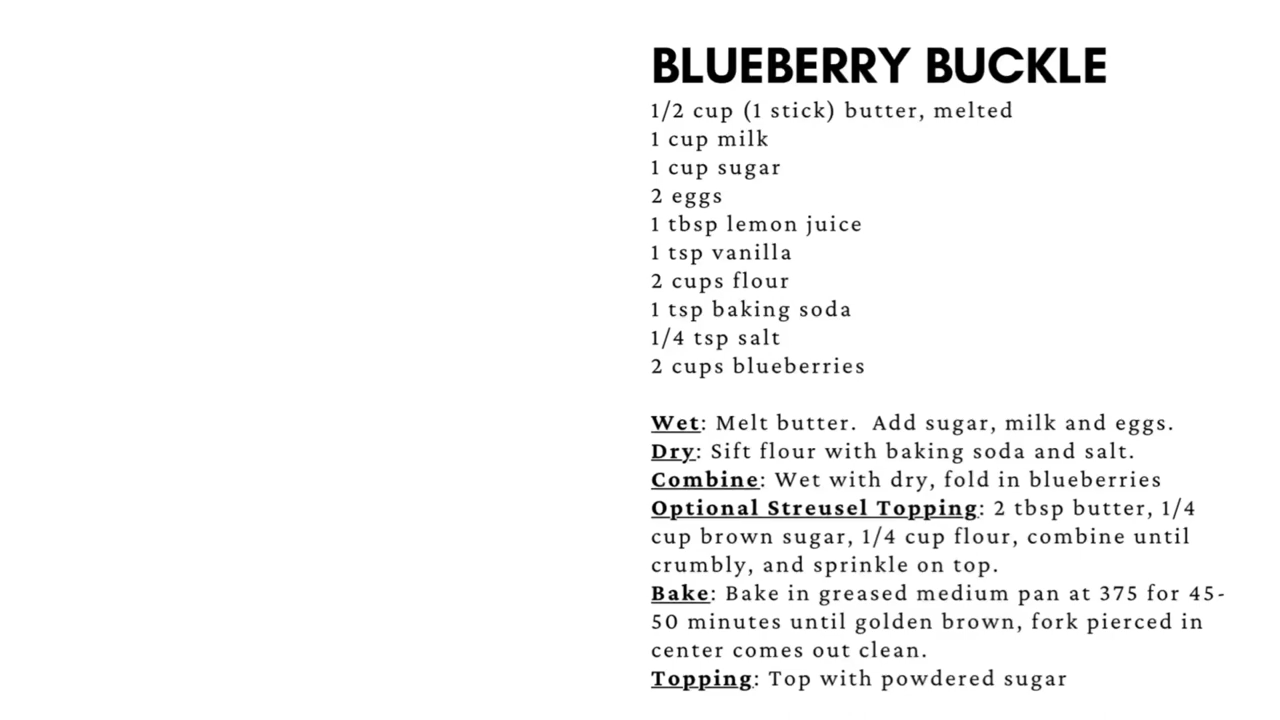 BLUEBERRY BUCKLE
1/2 cup (1 stick) butter, melted
1 cup milk
1 cup sugar
2 eggs
1 tbsp lemon juice
1 tsp vanilla
2 cups flour
1 tsp baking soda
1/4 tsp salt
2 cups blueberries
Wet: Melt butter.  Add sugar, milk and eggs.
Dry: Sift flour with baking soda and salt.
Combine: Wet with dry, fold in blueberries
Optional Streusel Topping: 2 tbsp butter, 1/4
cup brown sugar, 1/4 cup flour, combine until
crumbly, and sprinkle on top.
Bake: Bake in greased medium pan at 375 for 45-
50 minutes until golden brown, fork pierced in
center comes out clean.
Topping: Top with powdered sugar